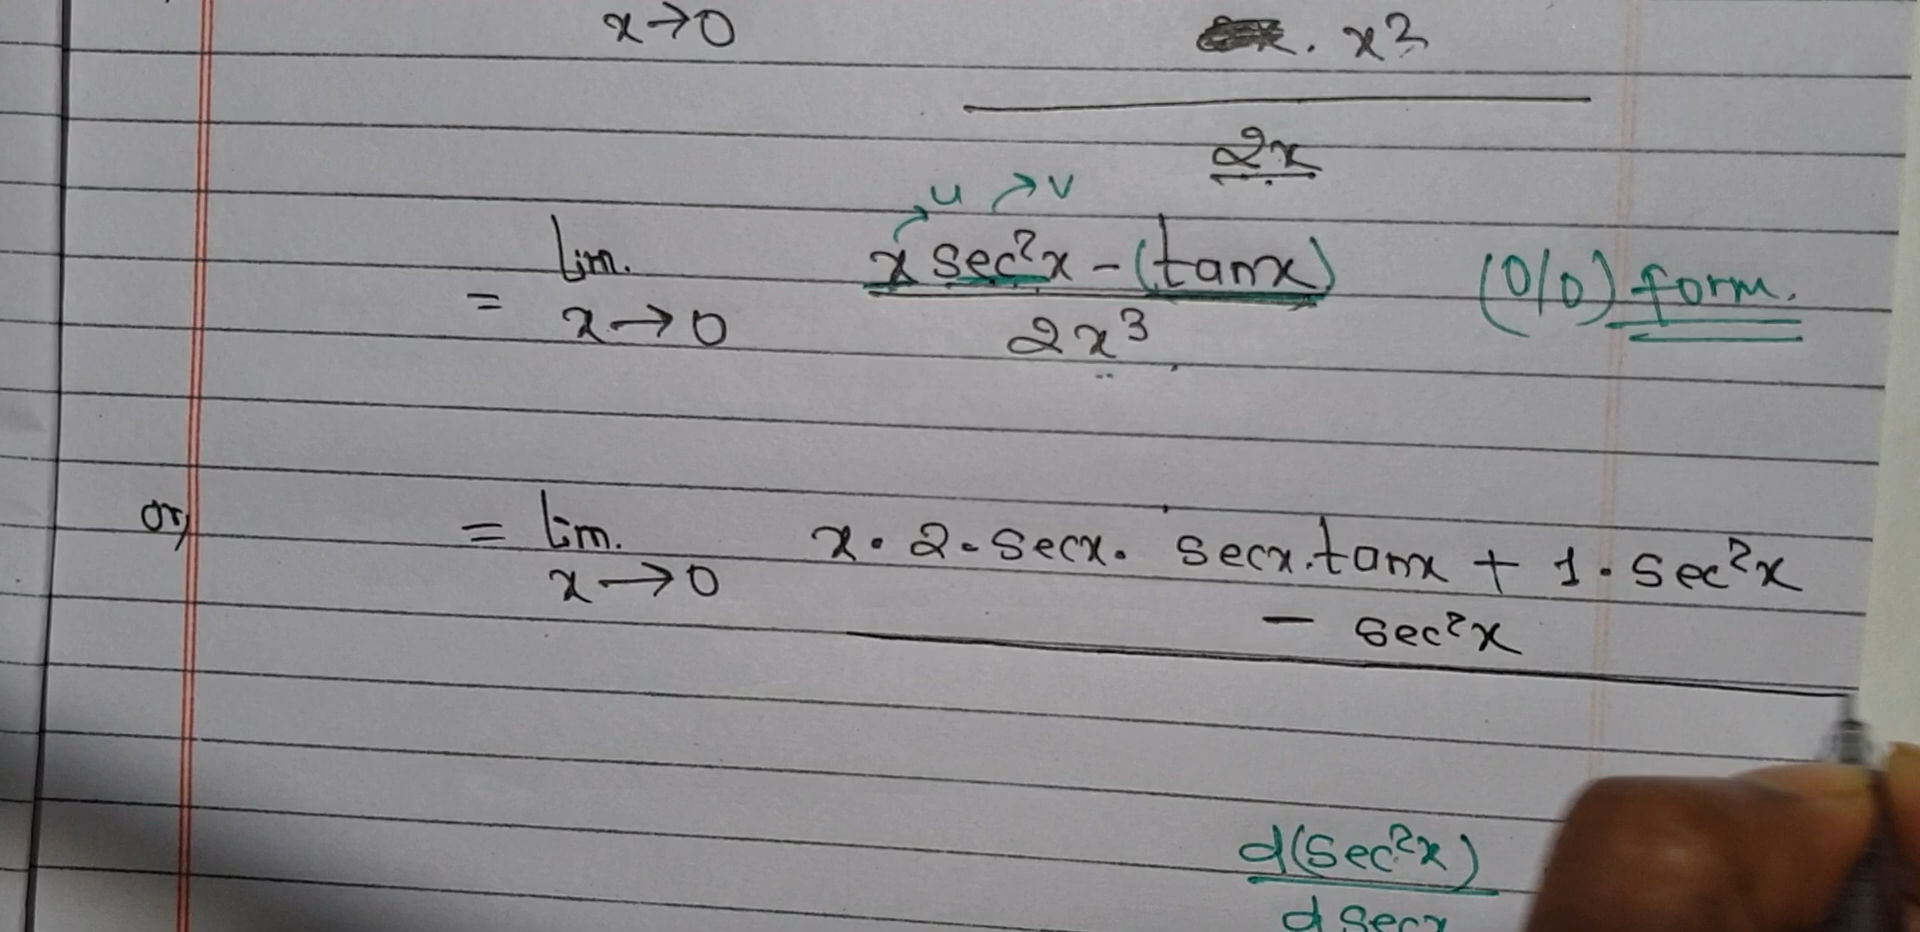 x→0 . x²
2x
u v
= lim. x→0 x sec²x - (tanx) / 2x³ (0/0) form.
or, = lim. x→0 x. 2. secx. secx. tanx + 1. sec²x
- sec²x
d(sec²x)
d secx